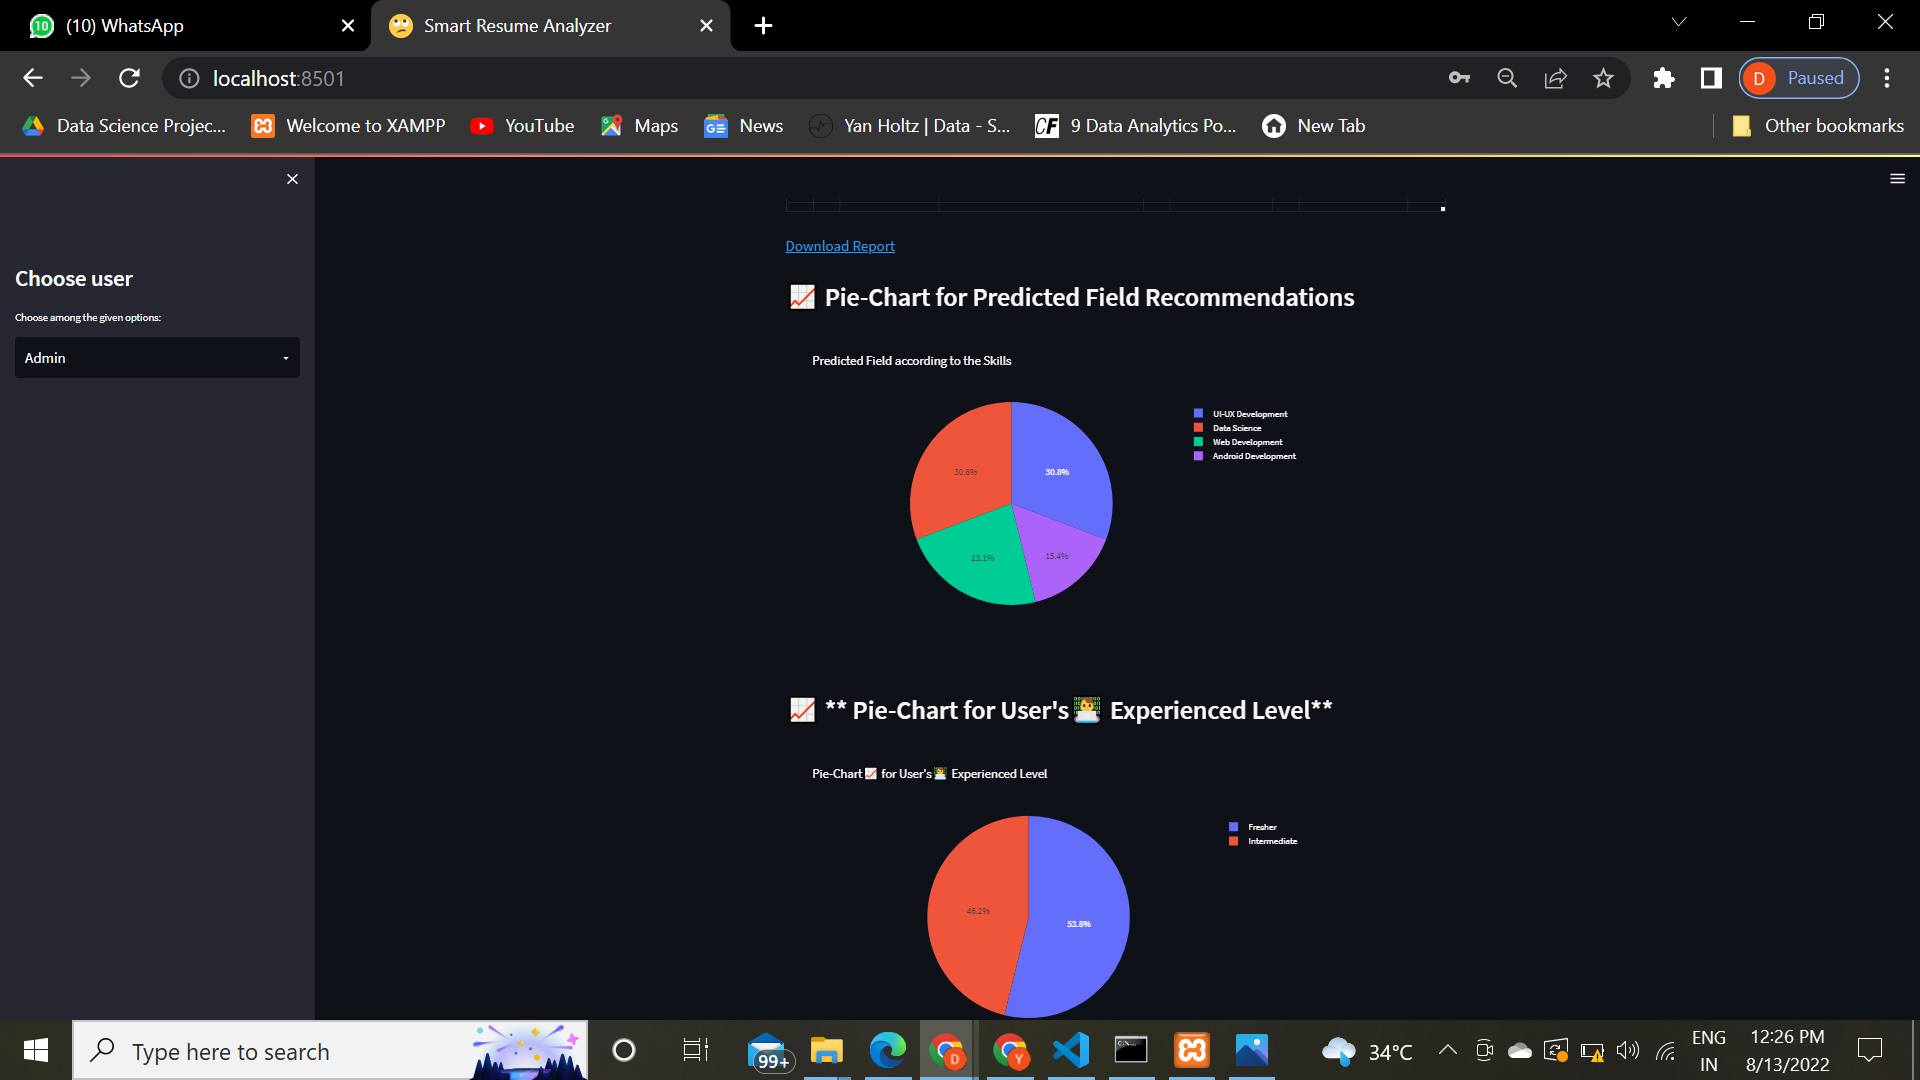 (10) WhatsApp
Smart Resume Analyzer
localhost:8501
D Paused
Data Science Projec...
Welcome to XAMPP
YouTube
Maps
News
Yan Holtz | Data - S...
CF 9 Data Analytics Po...
New Tab
Other bookmarks
Choose user
Choose among the given options:
Admin
Download Report
Pie-Chart for Predicted Field Recommendations
Predicted Field according to the Skills
UI-UX Development
Data Science
Web Development
Android Development
30.8%
30.8%
23.1%
15.4%
** Pie-Chart for User's Experienced Level**
Pie-Chart for User's Experienced Level
Fresher
Intermediate
46.2%
53.8%
Type here to search
99+
D
Y
34°C
ENG
IN
12:26 PM
8/13/2022